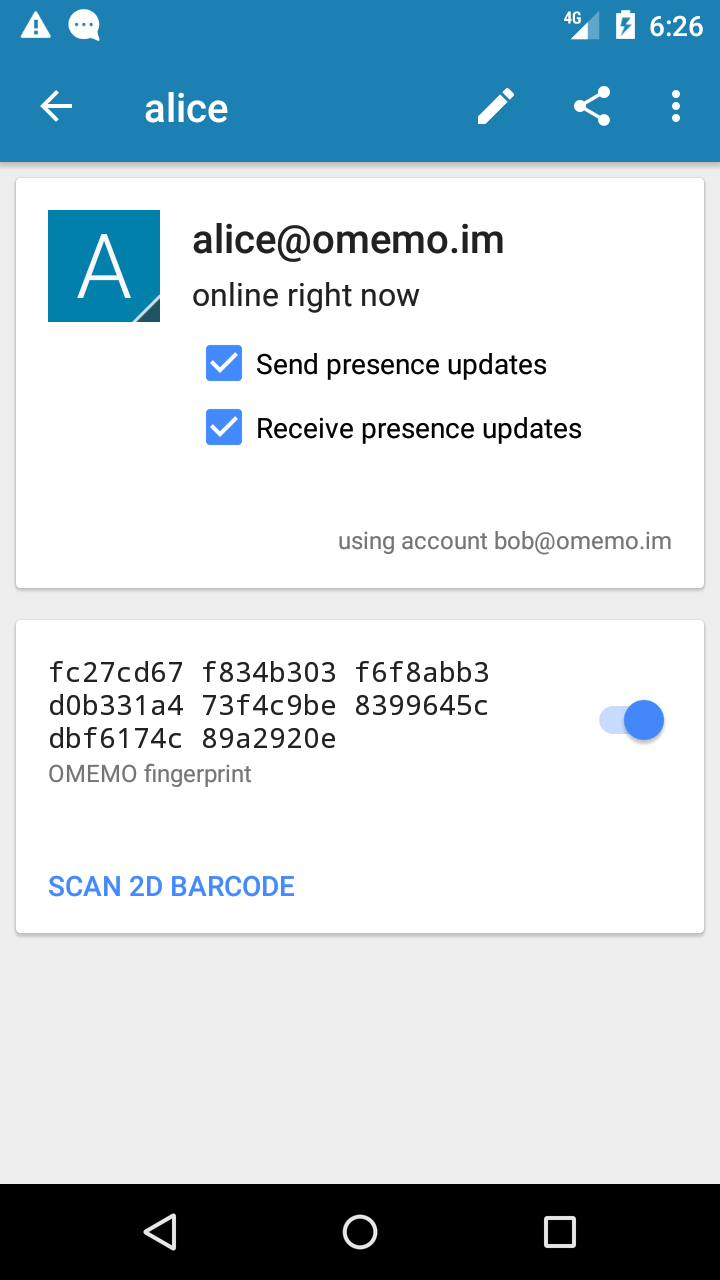 4G 6:26
alice
A
alice@omemo.im
online right now
Send presence updates
Receive presence updates
using account bob@omemo.im
fc27cd67 f834b303 f6f8abb3
d0b331a4 73f4c9be 8399645c
dbf6174c 89a2920e
OMEMO fingerprint
SCAN 2D BARCODE